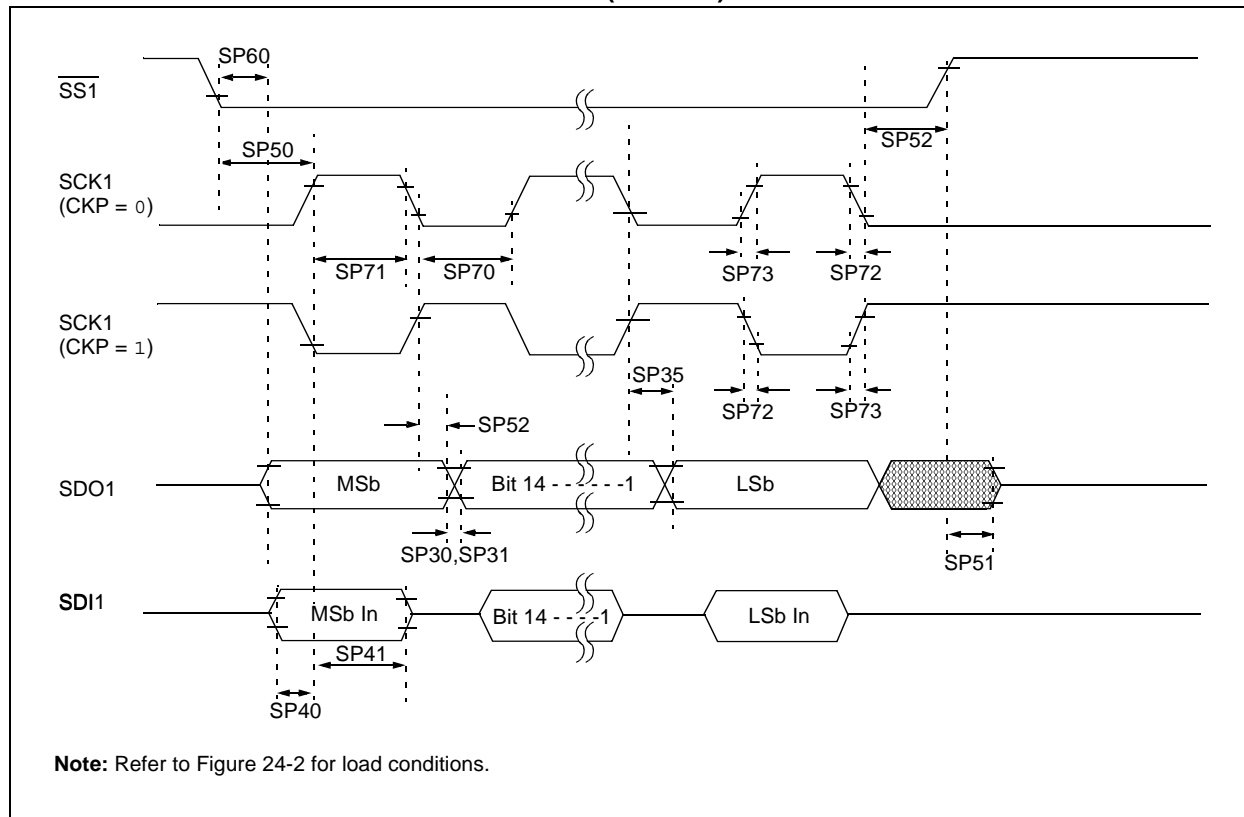 SP60
SS1
SP50
SP52
SCK1
(CKP = 0)
SP71
SP70
SP73
SP72
SCK1
(CKP = 1)
SP35
SP72
SP73
SP52
SDO1
MSb
Bit 14 - - - - - -1
LSb
SP30,SP31
SP51
SDI1
MSb In
Bit 14 - - - -1
LSb In
SP41
SP40
Note: Refer to Figure 24-2 for load conditions.